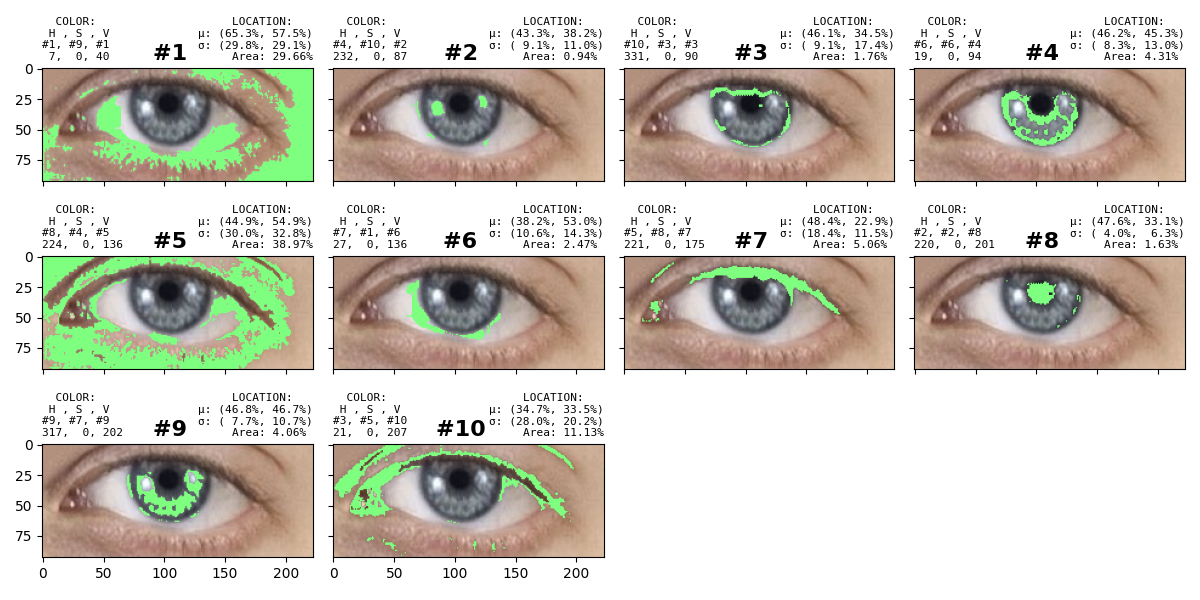 COLOR: LOCATION:
H , S , V μ: (65.3%, 57.5%)
#1, #9, #1 #1 σ: (29.8%, 29.1%)
7, 0, 40 Area: 29.66%
COLOR: LOCATION:
H , S , V μ: (43.3%, 38.2%)
#4, #10, #2 #2 σ: ( 9.1%, 11.0%)
232, 0, 87 Area: 0.94%
COLOR: LOCATION:
H , S , V μ: (46.1%, 34.5%)
#10, #3, #3 #3 σ: ( 9.1%, 17.4%)
331, 0, 90 Area: 1.76%
COLOR: LOCATION:
H , S , V μ: (46.2%, 45.3%)
#6, #6, #4 #4 σ: ( 8.3%, 13.0%)
19, 0, 94 Area: 4.31%
0
25
50
75
COLOR: LOCATION:
H , S , V μ: (44.9%, 54.9%)
#8, #4, #5 #5 σ: (30.0%, 32.8%)
224, 0, 136 Area: 38.97%
COLOR: LOCATION:
H , S , V μ: (38.2%, 53.0%)
#7, #1, #6 #6 σ: (10.6%, 14.3%)
27, 0, 136 Area: 2.47%
COLOR: LOCATION:
H , S , V μ: (48.4%, 22.9%)
#5, #8, #7 #7 σ: (18.4%, 11.5%)
221, 0, 175 Area: 5.06%
COLOR: LOCATION:
H , S , V μ: (47.6%, 33.1%)
#2, #2, #8 #8 σ: ( 4.0%, 6.3%)
220, 0, 201 Area: 1.63%
0
25
50
75
COLOR: LOCATION:
H , S , V μ: (46.8%, 46.7%)
#9, #7, #9 #9 σ: ( 7.7%, 10.7%)
317, 0, 202 Area: 4.06%
COLOR: LOCATION:
H , S , V μ: (34.7%, 33.5%)
#3, #5, #10 #10 σ: (28.0%, 20.2%)
21, 0, 207 Area: 11.13%
0
25
50
75
0 50 100 150 200
0 50 100 150 200